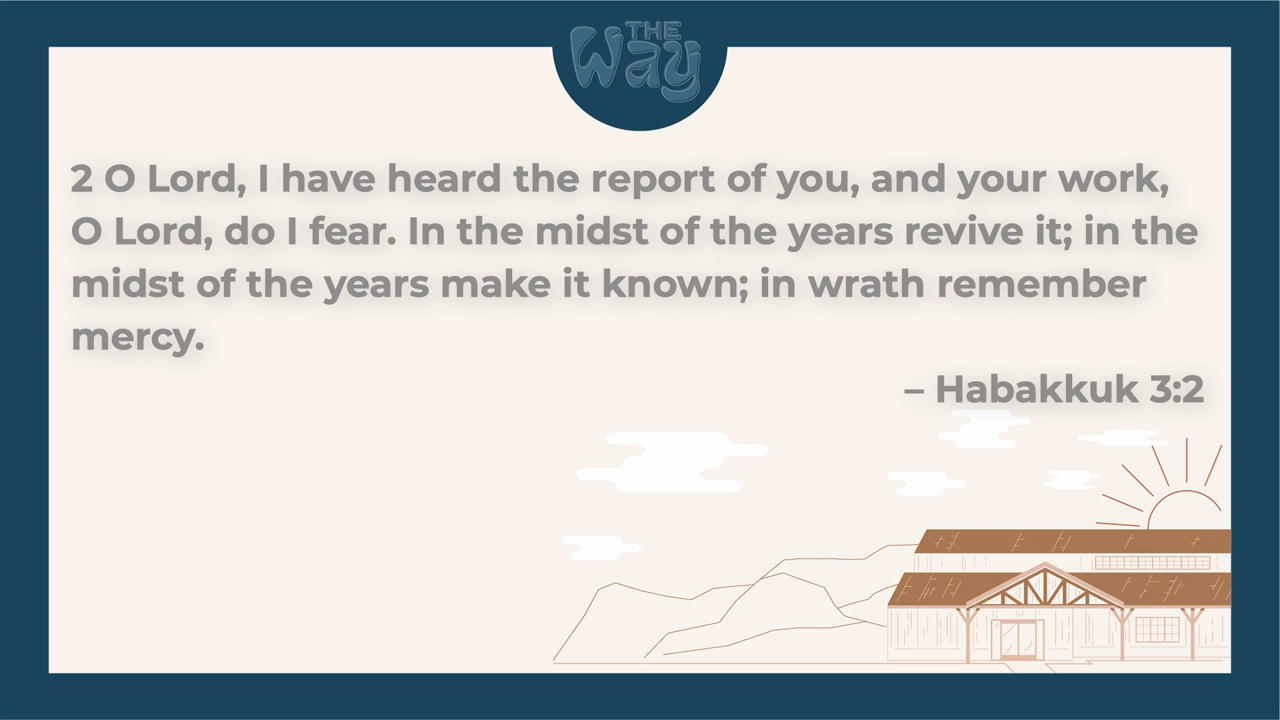 THE
Way
2 O Lord, I have heard the report of you, and your work,
O Lord, do I fear. In the midst of the years revive it; in the
midst of the years make it known; in wrath remember
mercy.
– Habakkuk 3:2